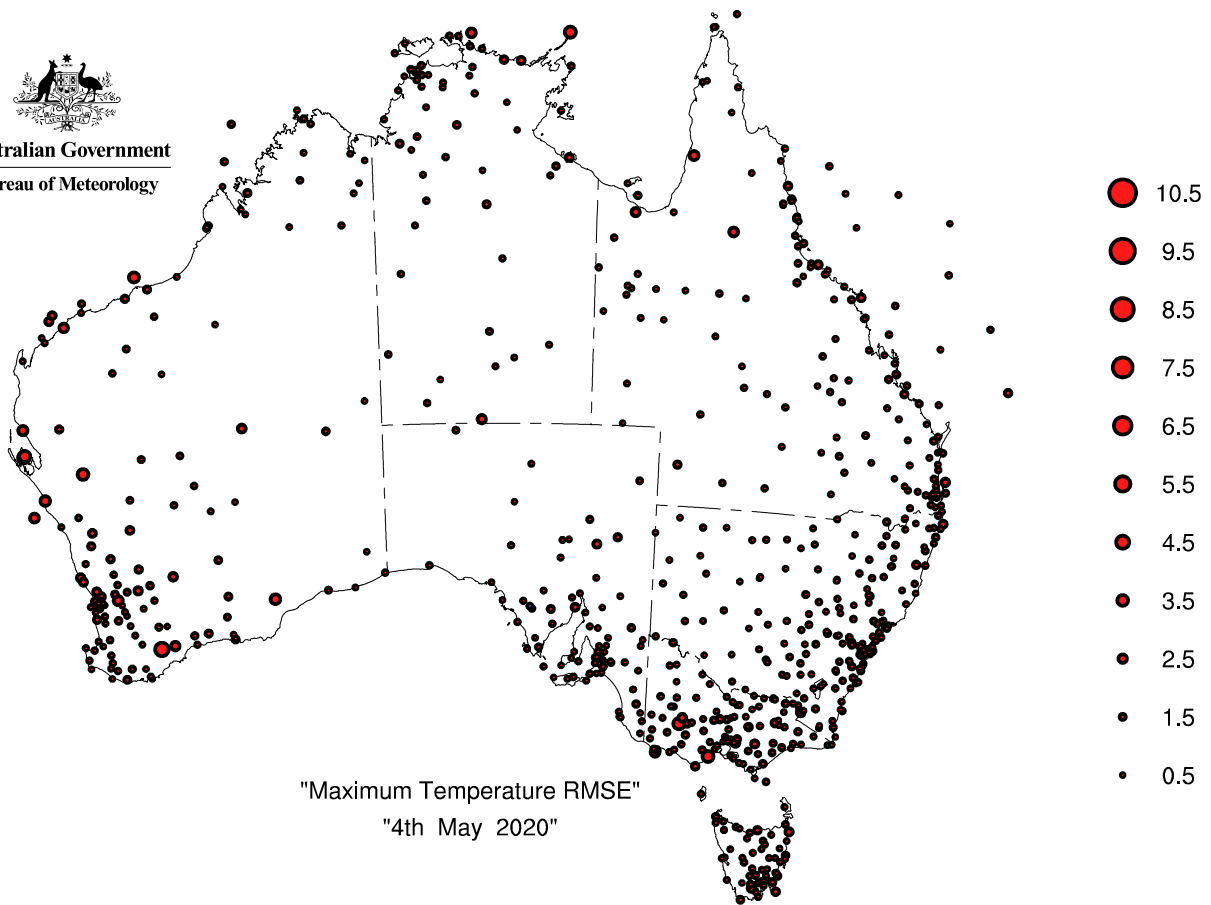 AUSTRALIA
tralian Government
reau of Meteorology
10.5
9.5
8.5
7.5
6.5
5.5
4.5
3.5
2.5
1.5
0.5
"Maximum Temperature RMSE"
"4th May 2020"